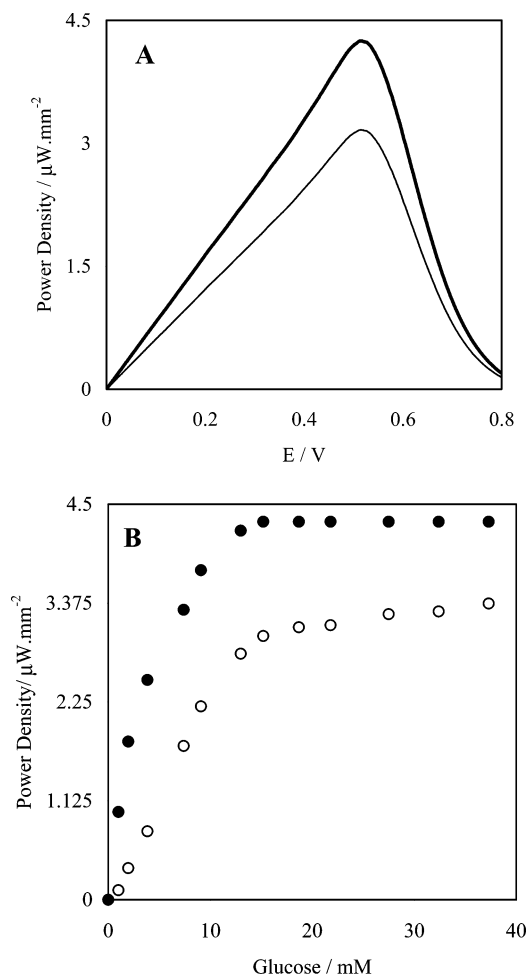 4.5
A
3
1.5
0
Power Density / μW.mm-2
0 0.2 0.4 0.6 0.8
E / V
4.5
B
3.375
2.25
1.125
0
Power Density/ μW.mm-2
0 10 20 30 40
Glucose / mM